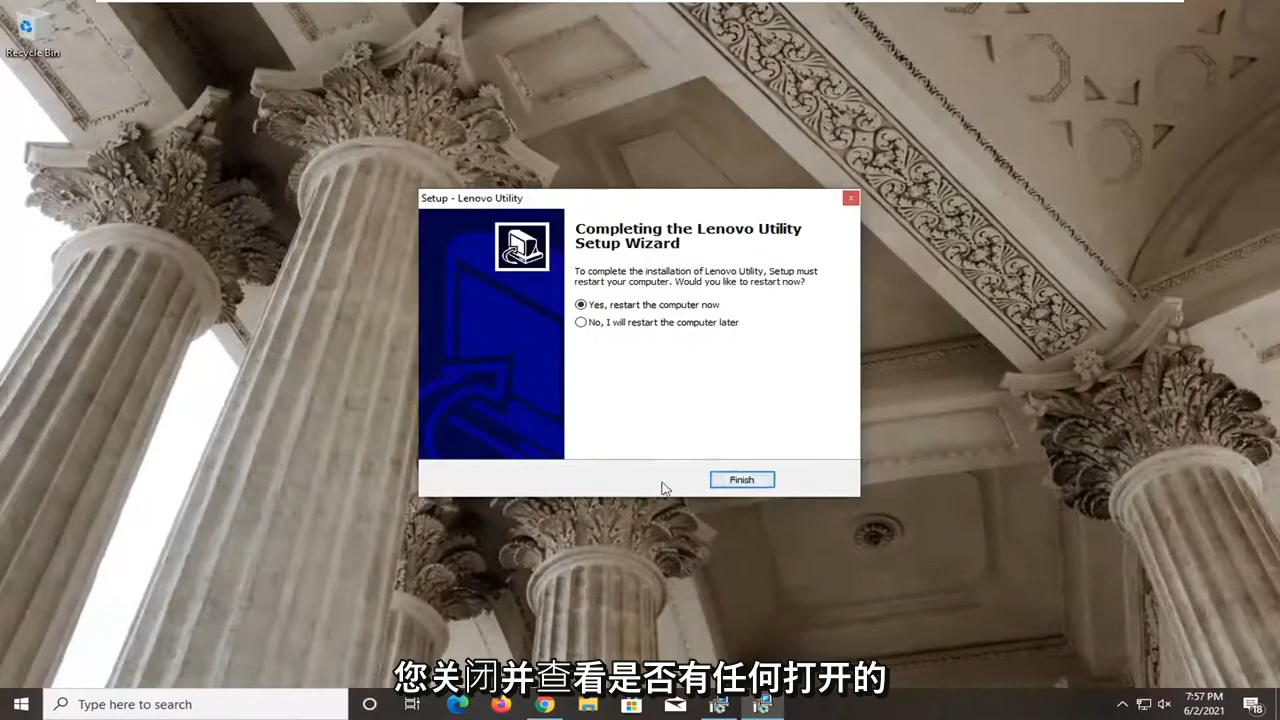 Recycle Bin
Setup - Lenovo Utility
x
Completing the Lenovo Utility
Setup Wizard
To complete the installation of Lenovo Utility, Setup must
restart your computer. Would you like to restart now?
Yes, restart the computer now
No, I will restart the computer later
Finish
您关闭并查看是否有任何打开的
Type here to search
7:57 PM
6/2/2021
18